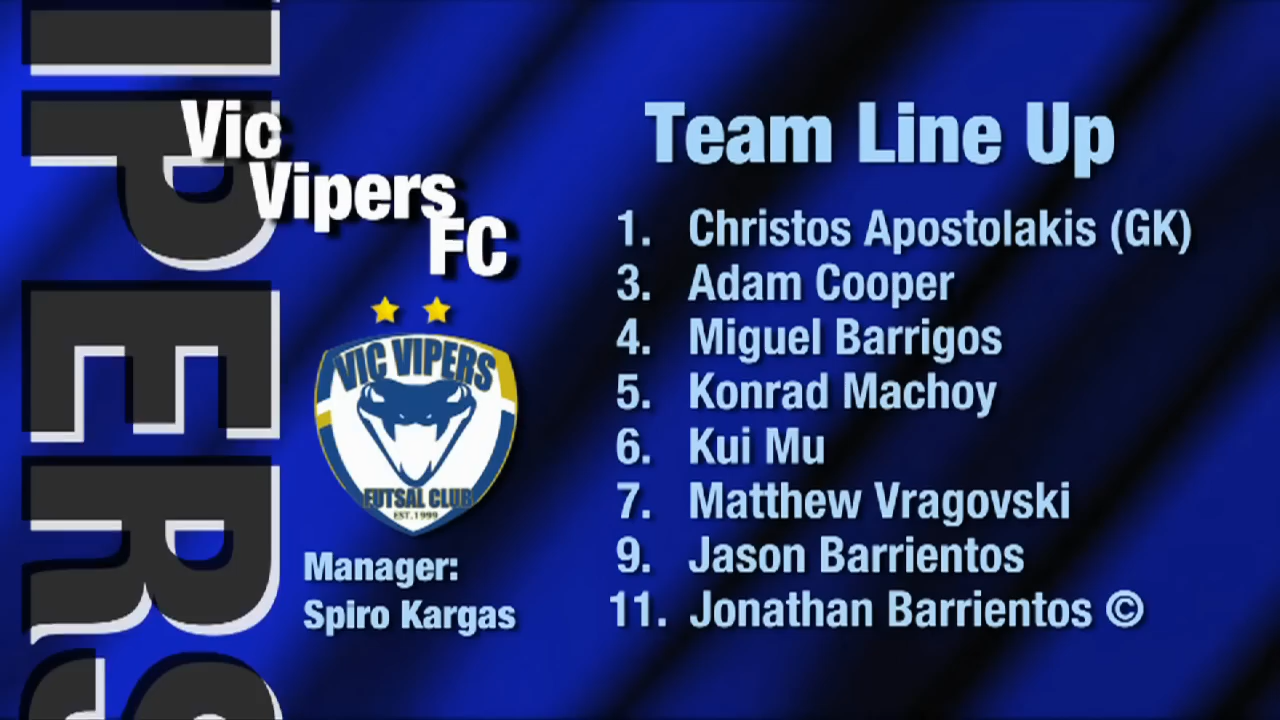 IPERS
Vic
Vipers
FC
VIC VIPERS
FUTSAL CLUB
EST.1999
Manager:
Spiro Kargas
Team Line Up
1. Christos Apostolakis (GK)
3. Adam Cooper
4. Miguel Barrigos
5. Konrad Machoy
6. Kui Mu
7. Matthew Vragovski
9. Jason Barrientos
11. Jonathan Barrientos ©